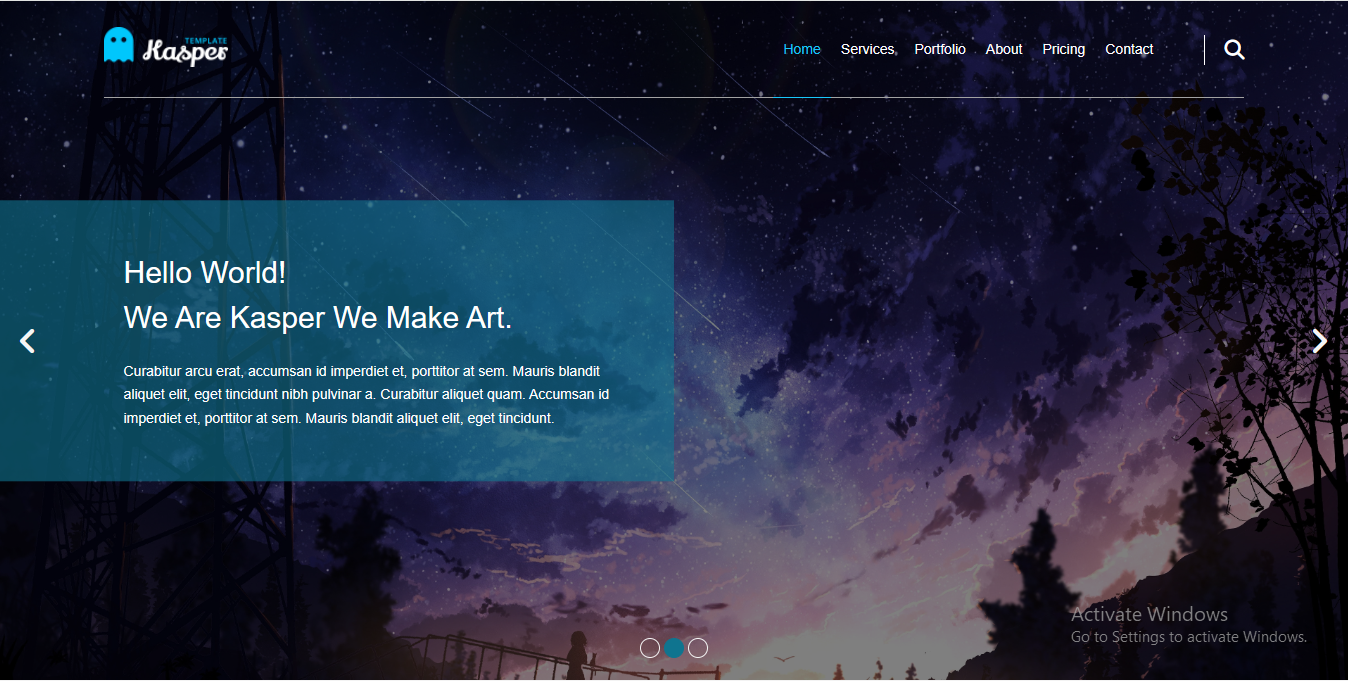 TEMPLATE
Kasper
Home Services Portfolio About Pricing Contact
Hello World!
We Are Kasper We Make Art.
Curabitur arcu erat, accumsan id imperdiet et, porttitor at sem. Mauris blandit
aliquet elit, eget tincidunt nibh pulvinar a. Curabitur aliquet quam. Accumsan id
imperdiet et, porttitor at sem. Mauris blandit aliquet elit, eget tincidunt.
Activate Windows
Go to Settings to activate Windows.